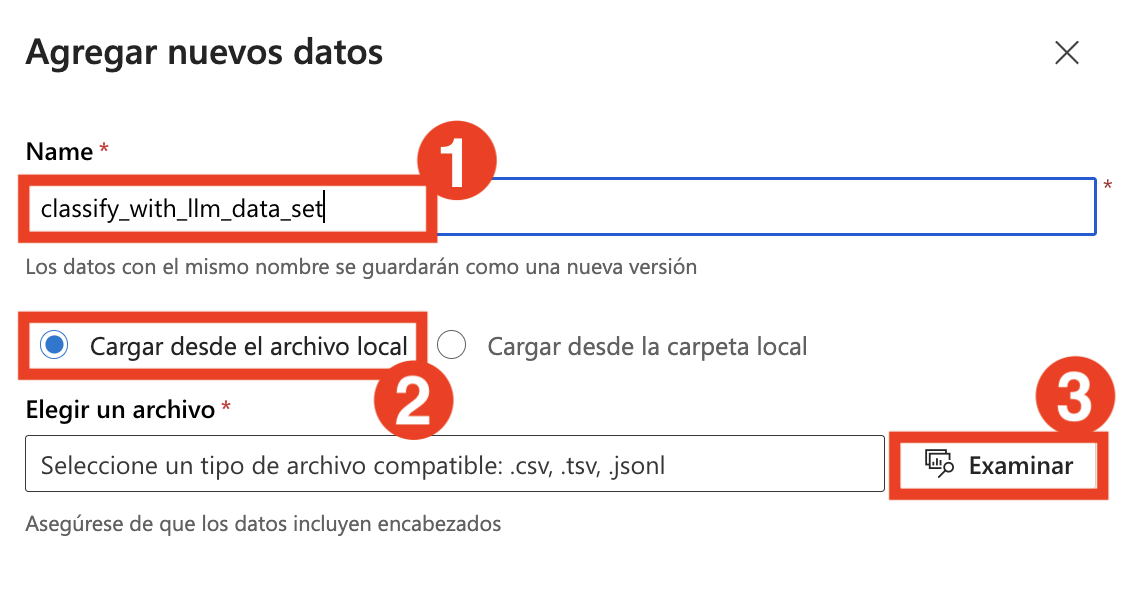 Agregar nuevos datos
Name *
1
classify_with_llm_data_set
*
Los datos con el mismo nombre se guardarán como una nueva versión
Cargar desde el archivo local
Cargar desde la carpeta local
2
Elegir un archivo *
3
Seleccione un tipo de archivo compatible: .csv, .tsv, .jsonl
Examinar
Asegúrese de que los datos incluyen encabezados